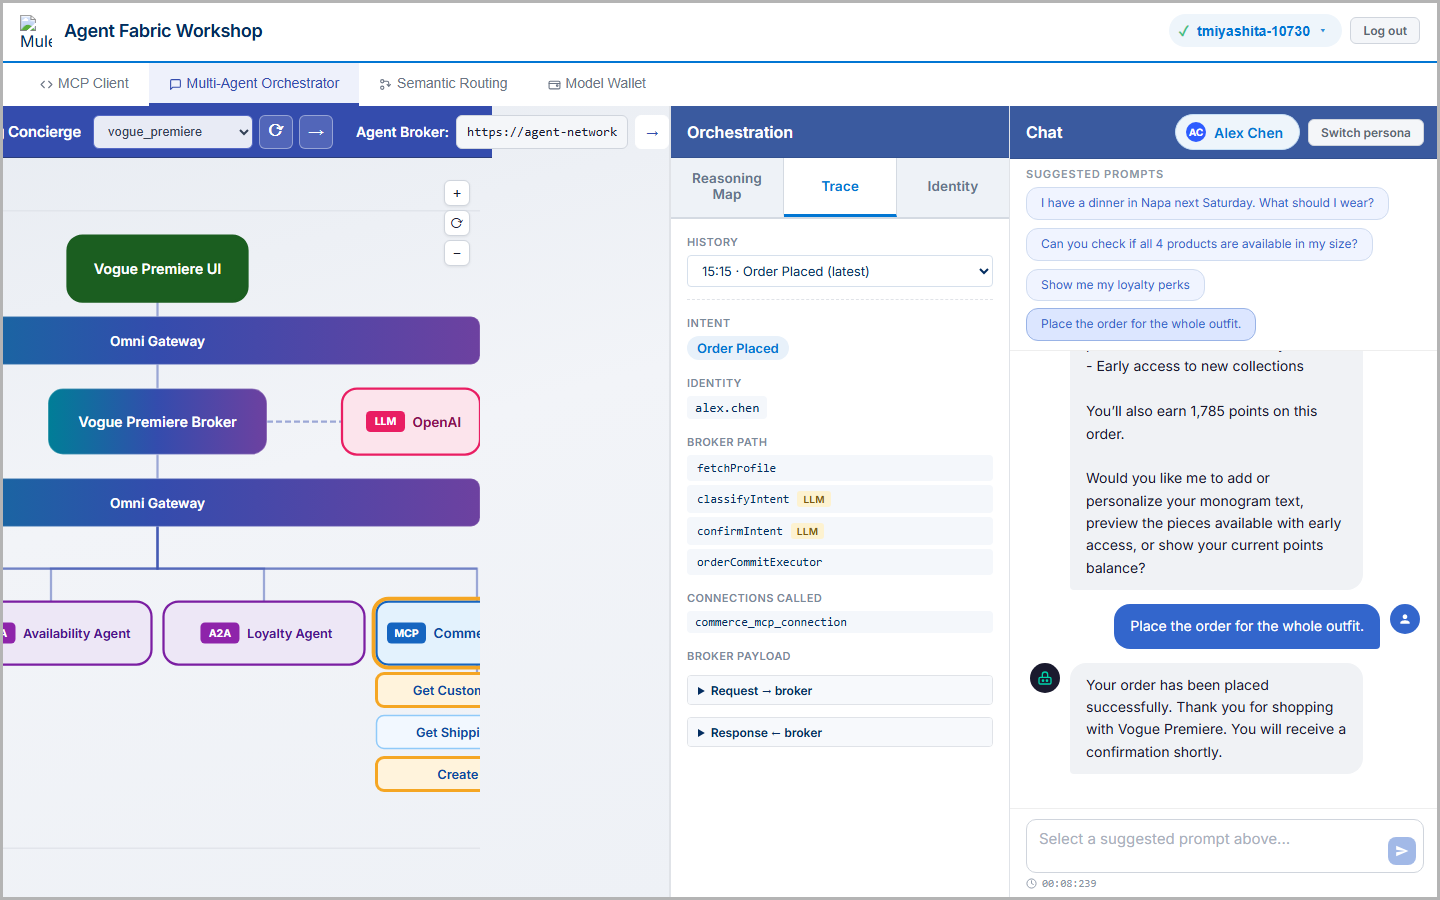 Mule
Agent Fabric Workshop
✓ tmiyashita-10730
Log out
MCP Client
Multi-Agent Orchestrator
Semantic Routing
Model Wallet
Concierge
vogue_premiere
→
Agent Broker:
https://agent-network
→
+
−
Vogue Premiere UI
Omni Gateway
Vogue Premiere Broker
LLM OpenAI
Omni Gateway
Availability Agent
A2A Loyalty Agent
MCP Comme
Get Custom
Get Shippi
Create
Orchestration
Reasoning
Map
Trace
Identity
HISTORY
15:15 · Order Placed (latest)
INTENT
Order Placed
IDENTITY
alex.chen
BROKER PATH
fetchProfile
classifyIntent LLM
confirmIntent LLM
orderCommitExecutor
CONNECTIONS CALLED
commerce_mcp_connection
BROKER PAYLOAD
▶ Request → broker
▶ Response ← broker
Chat
AC Alex Chen
Switch persona
SUGGESTED PROMPTS
I have a dinner in Napa next Saturday. What should I wear?
Can you check if all 4 products are available in my size?
Show me my loyalty perks
Place the order for the whole outfit.
- Early access to new collections
You’ll also earn 1,785 points on this
order.
Would you like me to add or
personalize your monogram text,
preview the pieces available with early
access, or show your current points
balance?
Place the order for the whole outfit.
Your order has been placed
successfully. Thank you for shopping
with Vogue Premiere. You will receive a
confirmation shortly.
Select a suggested prompt above...
00:08:239